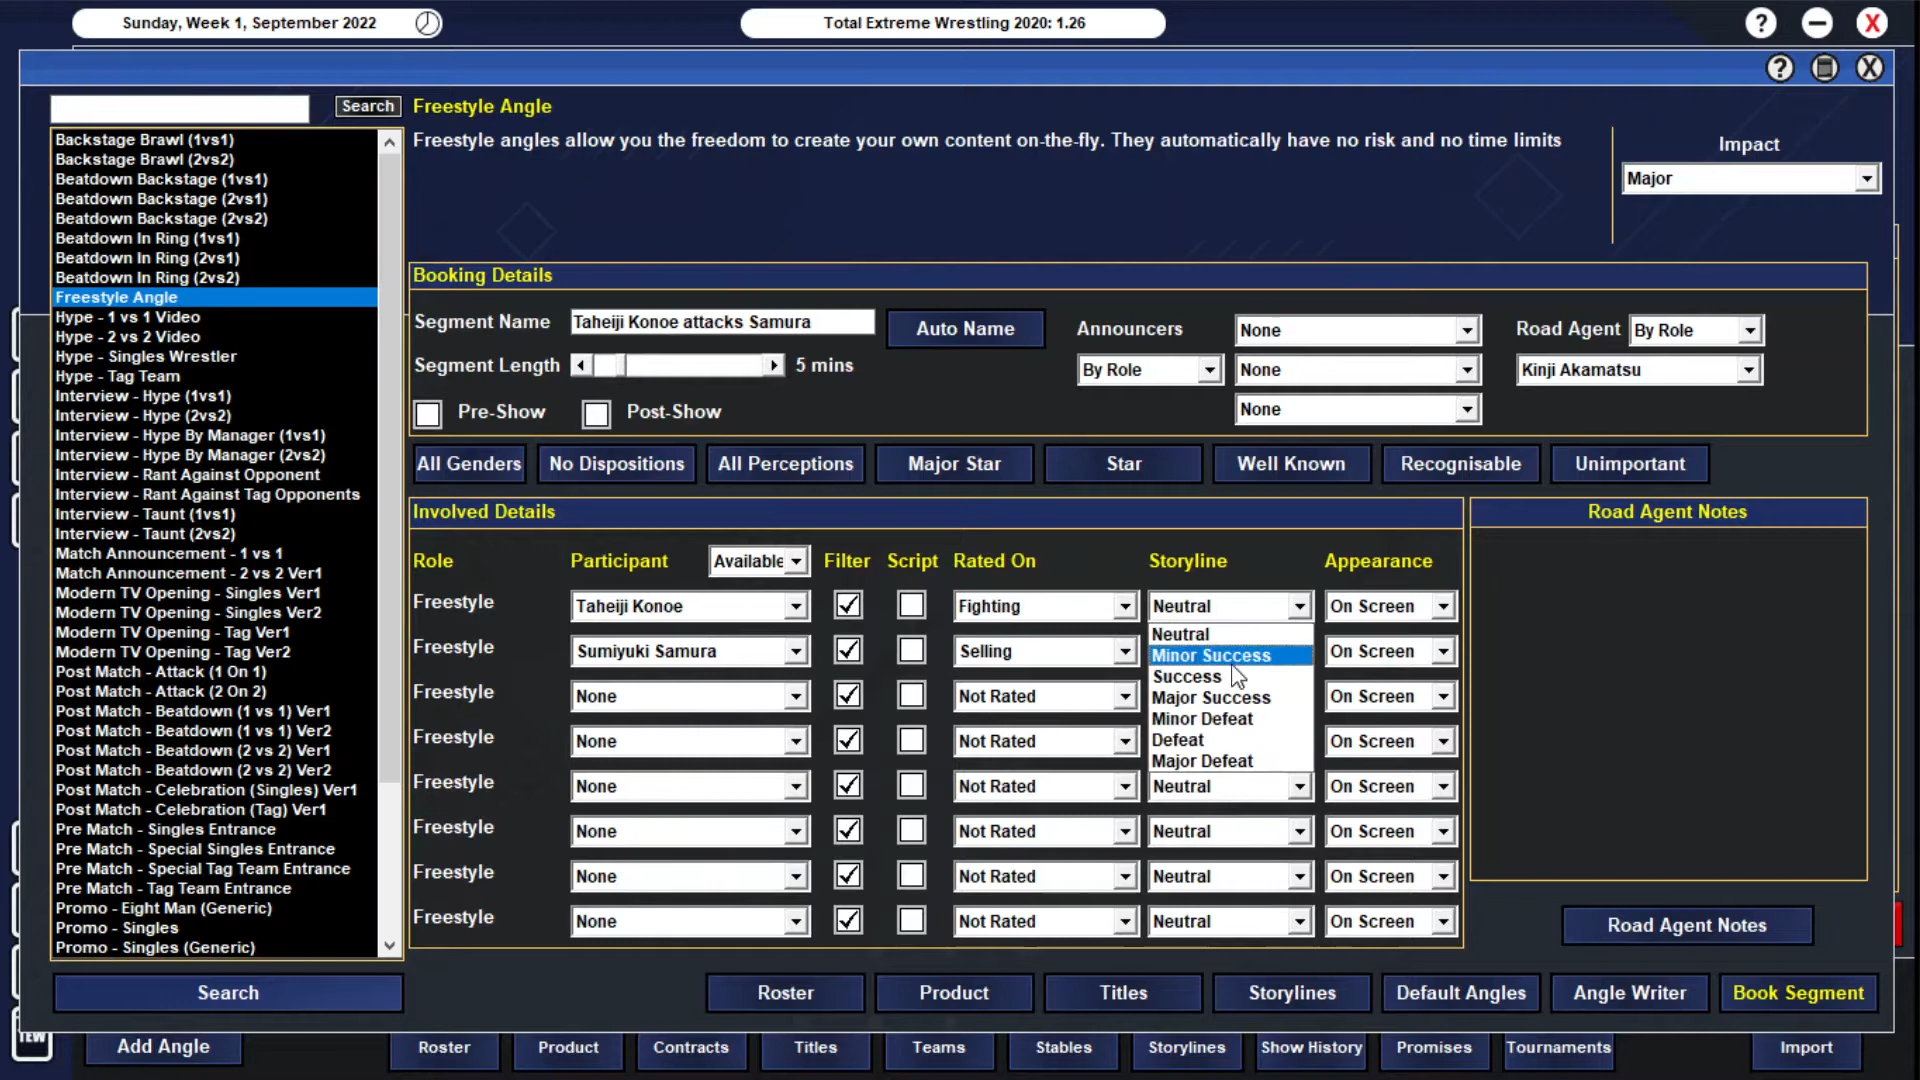 Sunday, Week 1, September 2022
Total Extreme Wrestling 2020: 1.26
Search
Freestyle Angle
Freestyle angles allow you the freedom to create your own content on-the-fly. They automatically have no risk and no time limits
Impact
Major
Backstage Brawl (1vs1)
Backstage Brawl (2vs2)
Beatdown Backstage (1vs1)
Beatdown Backstage (2vs1)
Beatdown Backstage (2vs2)
Beatdown In Ring (1vs1)
Beatdown In Ring (2vs1)
Beatdown In Ring (2vs2)
Freestyle Angle
Hype - 1 vs 1 Video
Hype - 2 vs 2 Video
Hype - Singles Wrestler
Hype - Tag Team
Interview - Hype (1vs1)
Interview - Hype (2vs2)
Interview - Hype By Manager (1vs1)
Interview - Hype By Manager (2vs2)
Interview - Rant Against Opponent
Interview - Rant Against Tag Opponents
Interview - Taunt (1vs1)
Interview - Taunt (2vs2)
Match Announcement - 1 vs 1
Match Announcement - 2 vs 2 Ver1
Modern TV Opening - Singles Ver1
Modern TV Opening - Singles Ver2
Modern TV Opening - Tag Ver1
Modern TV Opening - Tag Ver2
Post Match - Attack (1 On 1)
Post Match - Attack (2 On 2)
Post Match - Beatdown (1 vs 1) Ver1
Post Match - Beatdown (1 vs 1) Ver2
Post Match - Beatdown (2 vs 2) Ver1
Post Match - Beatdown (2 vs 2) Ver2
Post Match - Celebration (Singles) Ver1
Post Match - Celebration (Tag) Ver1
Pre Match - Singles Entrance
Pre Match - Special Singles Entrance
Pre Match - Special Tag Team Entrance
Pre Match - Tag Team Entrance
Promo - Eight Man (Generic)
Promo - Singles
Promo - Singles (Generic)
Search
Booking Details
Segment Name Taheiji Konoe attacks Samura Auto Name Announcers None Road Agent By Role
Segment Length 5 mins By Role None Kinji Akamatsu
Pre-Show Post-Show None
All Genders No Dispositions All Perceptions Major Star Star Well Known Recognisable Unimportant
Involved Details
Road Agent Notes
Role Participant Available Filter Script Rated On Storyline Appearance
Freestyle Taheiji Konoe Fighting Neutral On Screen
Neutral
Minor Success
Success
Major Success
Minor Defeat
Defeat
Major Defeat
Freestyle Sumiyuki Samura Selling On Screen
Freestyle None Not Rated On Screen
Freestyle None Not Rated On Screen
Freestyle None Not Rated Neutral On Screen
Freestyle None Not Rated Neutral On Screen
Freestyle None Not Rated Neutral On Screen
Freestyle None Not Rated Neutral On Screen
Road Agent Notes
Roster Product Titles Storylines Default Angles Angle Writer Book Segment
TEW
Add Angle Roster Product Contracts Titles Teams Stables Storylines Show History Promises Tournaments Import